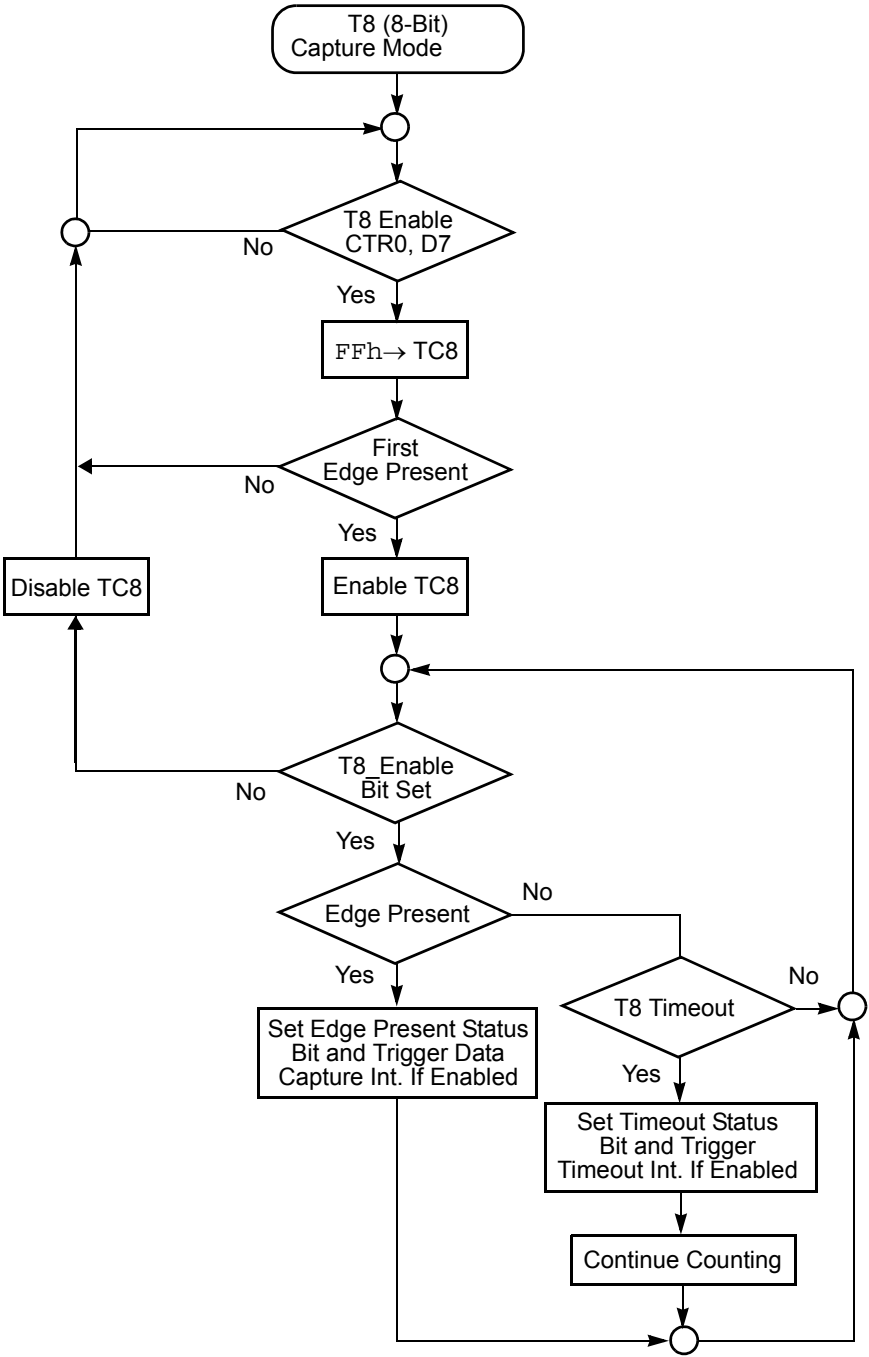 T8 (8-Bit)
Capture Mode
T8 Enable
CTR0, D7
No
Yes
FFh→ TC8
First
Edge Present
No
Yes
Disable TC8
Enable TC8
T8_Enable
Bit Set
No
Yes
Edge Present
No
Yes
T8 Timeout
No
Set Edge Present Status
Bit and Trigger Data
Capture Int. If Enabled
Yes
Set Timeout Status
Bit and Trigger
Timeout Int. If Enabled
Continue Counting